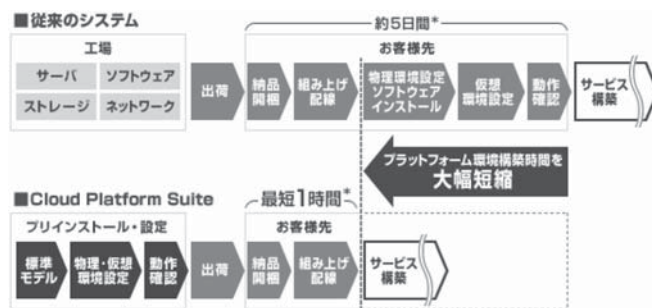 ■従来のシステム
工場
サーバ
ソフトウェア
ストレージ
ネットワーク
出荷
約5日間*
お客様先
納品
開梱
組み上げ
配線
物理環境設定
ソフトウェア
インストール
仮想
環境設定
動作
確認
サービス
構築
プラットフォーム環境構築時間を
大幅短縮
■Cloud Platform Suite
プリインストール・設定
標準
モデル
物理・仮想
環境設定
動作
確認
出荷
最短1時間*
お客様先
納品
開梱
組み上げ
配線
サービス
構築